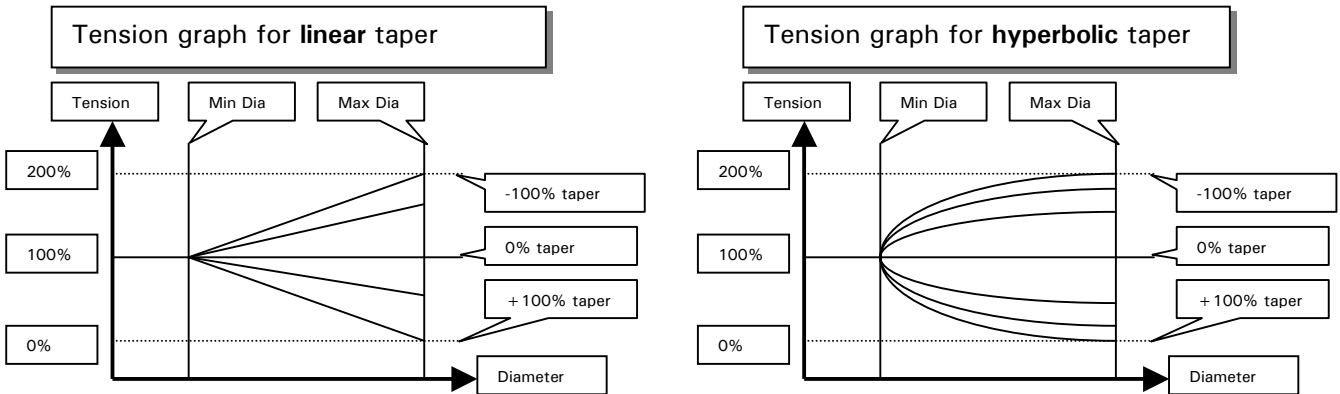 Tension graph for linear taper
Tension
Min Dia
Max Dia
200%
100%
0%
-100% taper
0% taper
+100% taper
Diameter
Tension graph for hyperbolic taper
Tension
Min Dia
Max Dia
200%
100%
0%
-100% taper
0% taper
+100% taper
Diameter